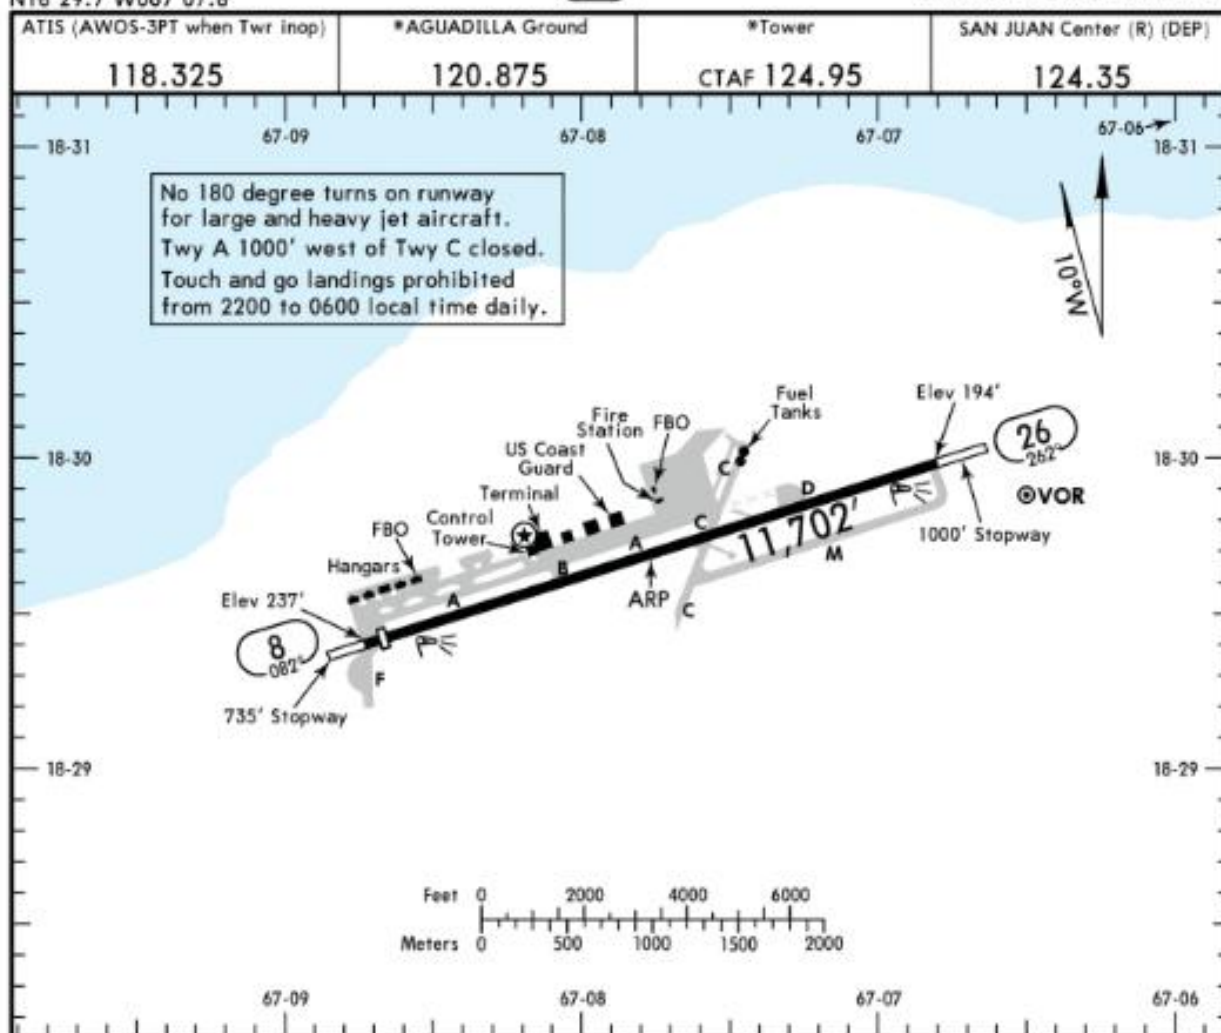 N18 29.7 W067 07.8
ATIS (AWOS-3PT when Twr inop)
118.325
*AGUADILLA Ground
120.875
*Tower
CTAF 124.95
SAN JUAN Center (R) (DEP)
124.35
67-09
67-08
67-07
67-06
18-31
18-31
No 180 degree turns on runway
for large and heavy jet aircraft.
Twy A 1000' west of Twy C closed.
Touch and go landings prohibited
from 2200 to 0600 local time daily.
10°W
Elev 194'
Fuel
Tanks
Fire
Station
FBO
US Coast
Guard
Terminal
Control
Tower
FBO
Hangars
Elev 237'
26
262°
18-30
18-30
VOR
1000' Stopway
C
D
C
A
B
A
11,702'
M
ARP
C
8
082°
F
735' Stopway
18-29
18-29
Feet 0 2000 4000 6000
Meters 0 500 1000 1500 2000
67-09
67-08
67-07
67-06